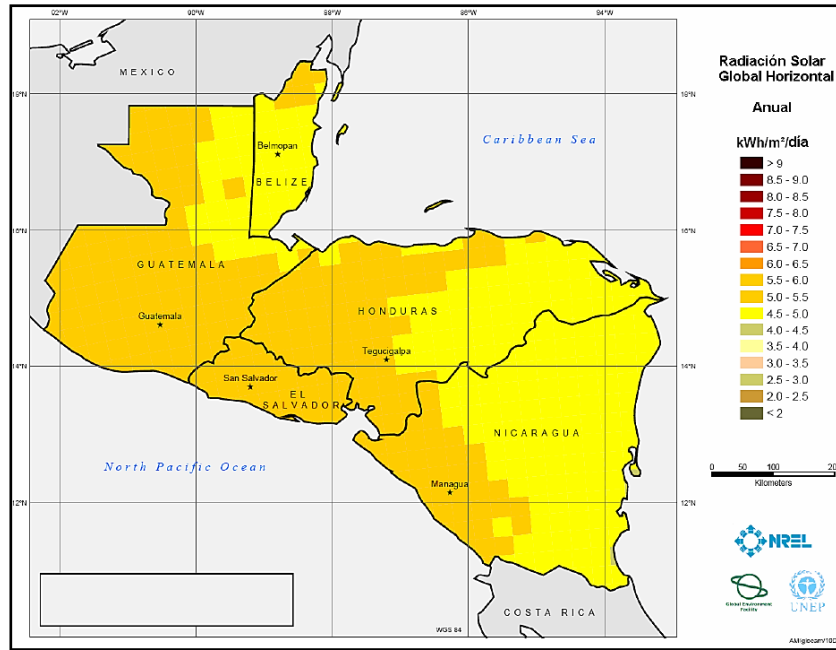 92°W
90°W
88°W
86°W
84°W
MEXICO
18°N
18°N
Belmopan
BELIZE
Caribbean Sea
16°N
16°N
GUATEMALA
Guatemala
HONDURAS
Tegucigalpa
14°N
14°N
San Salvador
EL
SALVADOR
NICARAGUA
North Pacific Ocean
Managua
12°N
12°N
COSTA RICA
WGS 84
Radiación Solar
Global Horizontal
Anual
kWh/m²/día
> 9
8.5 - 9.0
8.0 - 8.5
7.5 - 8.0
7.0 - 7.5
6.5 - 7.0
6.0 - 6.5
5.5 - 6.0
5.0 - 5.5
4.5 - 5.0
4.0 - 4.5
3.5 - 4.0
3.0 - 3.5
2.5 - 3.0
2.0 - 2.5
< 2
0 50 100 20
Kilometers
NREL
Global Environment
Facility
UNEP